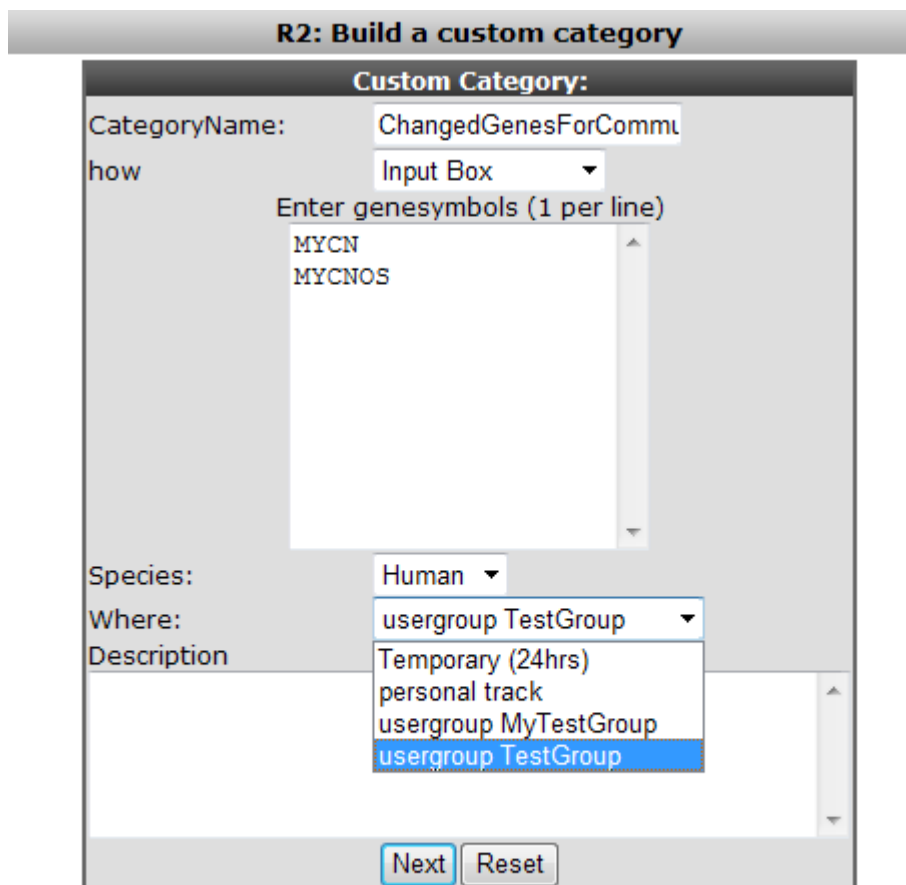 R2: Build a custom category
Custom Category:
CategoryName: ChangedGenesForCommu
how Input Box
Enter genesymbols (1 per line)
MYCN
MYCNOS
Species: Human
Where: usergroup TestGroup
Description
Temporary (24hrs)
personal track
usergroup MyTestGroup
usergroup TestGroup
Next Reset